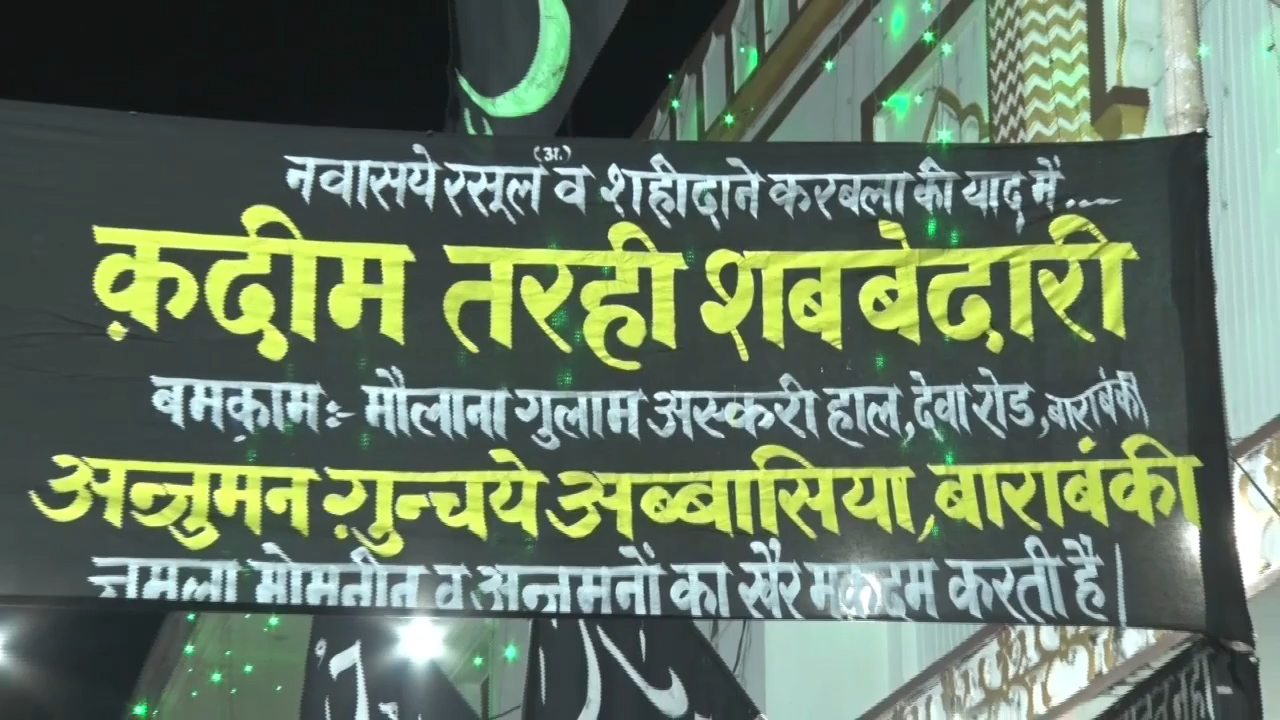 नवासये रसूल (अ.) व शहीदाने करबला की याद में....
क़दीम तरही शबबेदारी
बमक़ाम:- मौलाना गुलाम अस्करी हाल, देवा रोड, बाराबंकी
अन्जुमन ग़ुन्चये अब्बासिया, बाराबंकी
जुमला मोमनीन व अन्जुमनों का ख़ैर मक़दम करती है|